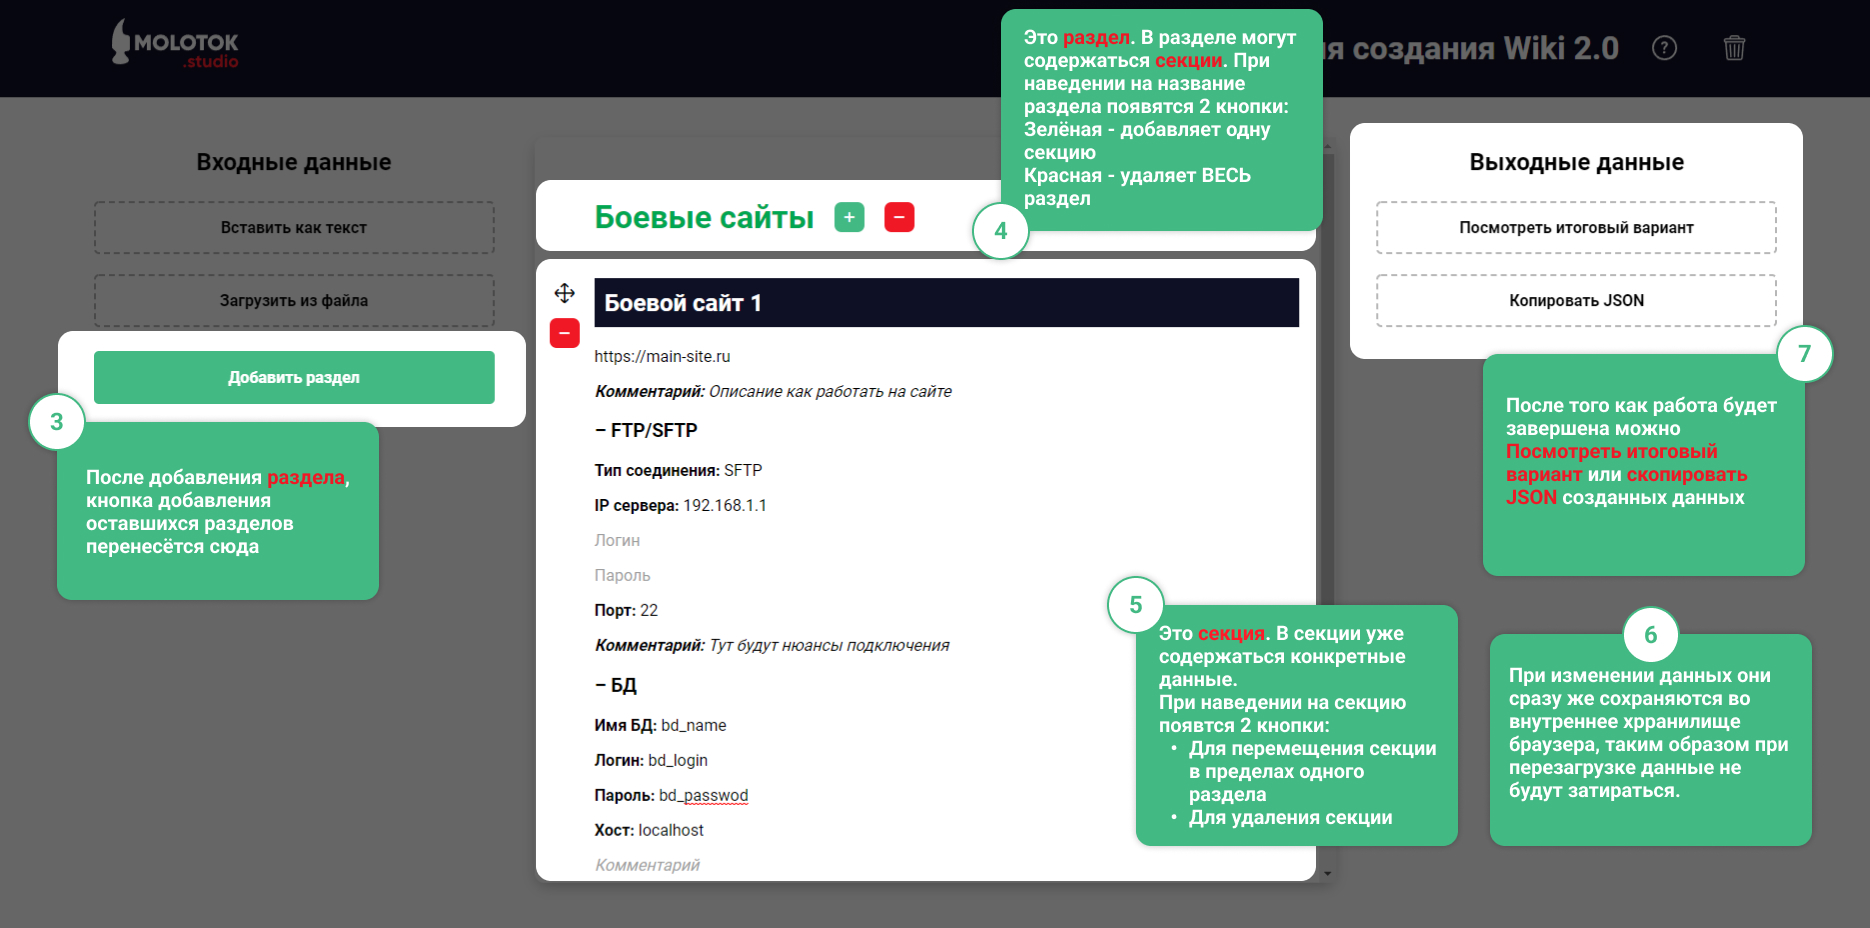 MOLOTOK
.studio
я создания Wiki 2.0
?
Входные данные
Вставить как текст
Загрузить из файла
Добавить раздел
3
После добавления раздела,
кнопка добавления
оставшихся разделов
перенесётся сюда
Это раздел. В разделе могут
содержаться секции. При
наведении на название
раздела появятся 2 кнопки:
Зелёная - добавляет одну
секцию
Красная - удаляет ВЕСЬ
раздел
4
Боевые сайты + −
Боевой сайт 1
−
https://main-site.ru
Комментарий: Описание как работать на сайте
– FTP/SFTP
Тип соединения: SFTP
IP сервера: 192.168.1.1
Логин
Пароль
Порт: 22
Комментарий: Тут будут нюансы подключения
– БД
Имя БД: bd_name
Логин: bd_login
Пароль: bd_passwod
Хост: localhost
Комментарий
5
Это секция. В секции уже
содержаться конкретные
данные.
При наведении на секцию
появтся 2 кнопки:
• Для перемещения секции
в пределах одного
раздела
• Для удаления секции
Выходные данные
Посмотреть итоговый вариант
Копировать JSON
7
После того как работа будет
завершена можно
Посмотреть итоговый
вариант или скопировать
JSON созданных данных
6
При изменении данных они
сразу же сохраняются во
внутреннее хрранилище
браузера, таким образом при
перезагрузке данные не
будут затираться.